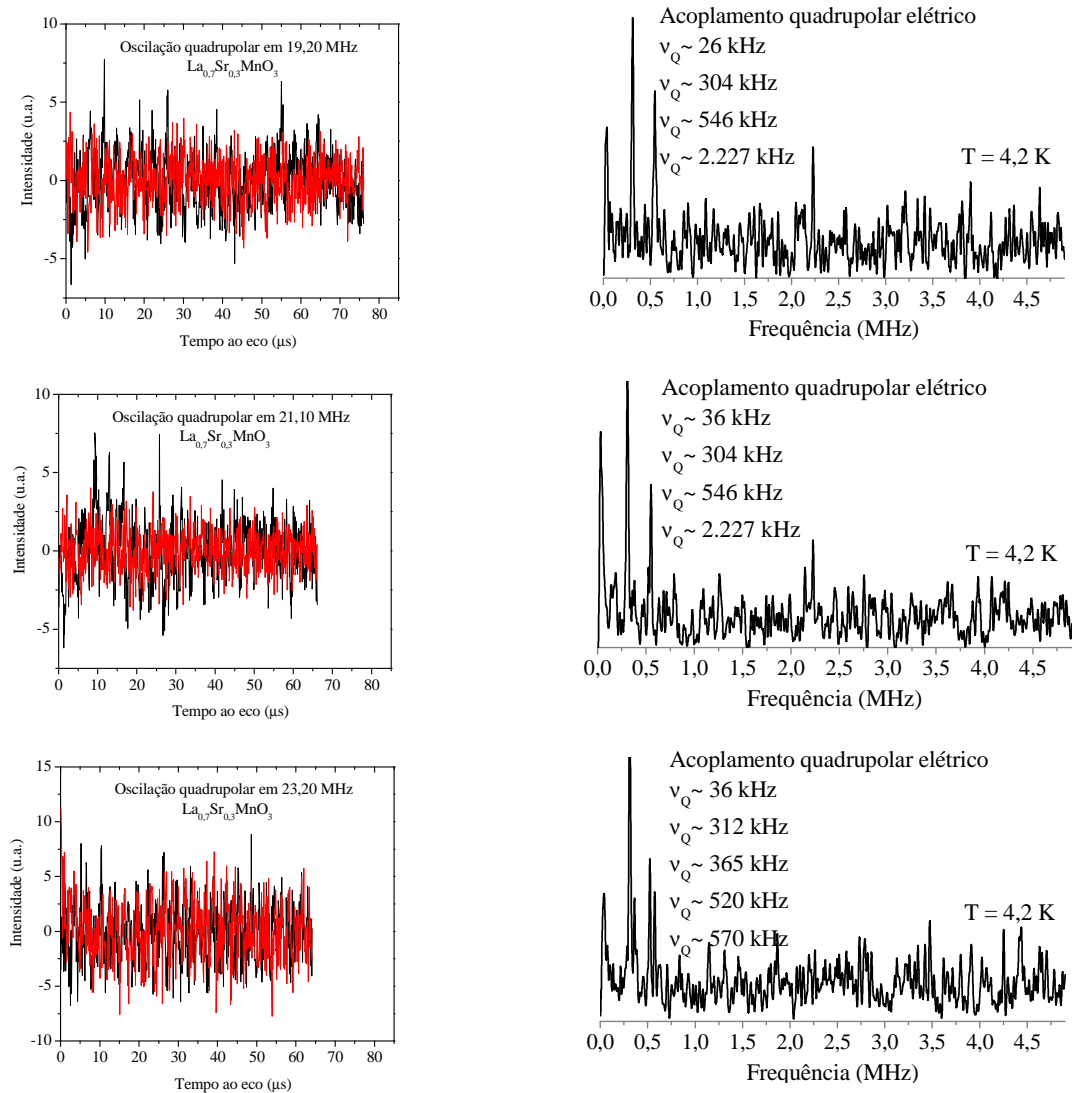 Oscilação quadrupolar em 19,20 MHz
La0,7Sr0,3MnO3
10
5
0
-5
Intensidade (u.a.)
0 10 20 30 40 50 60 70 80
Tempo ao eco (µs)
Acoplamento quadrupolar elétrico
νQ~ 26 kHz
νQ~ 304 kHz
νQ~ 546 kHz
νQ~ 2.227 kHz
T = 4,2 K
0,0 0,5 1,0 1,5 2,0 2,5 3,0 3,5 4,0 4,5
Frequência (MHz)
Oscilação quadrupolar em 21,10 MHz
La0,7Sr0,3MnO3
10
5
0
-5
Intensidade (u.a.)
0 10 20 30 40 50 60 70 80
Tempo ao eco (µs)
Acoplamento quadrupolar elétrico
νQ~ 36 kHz
νQ~ 304 kHz
νQ~ 546 kHz
νQ~ 2.227 kHz
T = 4,2 K
0,0 0,5 1,0 1,5 2,0 2,5 3,0 3,5 4,0 4,5
Frequência (MHz)
Oscilação quadrupolar em 23,20 MHz
La0,7Sr0,3MnO3
15
10
5
0
-5
-10
Intensidade (u.a.)
0 10 20 30 40 50 60 70 80
Tempo ao eco (µs)
Acoplamento quadrupolar elétrico
νQ~ 36 kHz
νQ~ 312 kHz
νQ~ 365 kHz
νQ~ 520 kHz
νQ~ 570 kHz
T = 4,2 K
0,0 0,5 1,0 1,5 2,0 2,5 3,0 3,5 4,0 4,5
Frequência (MHz)